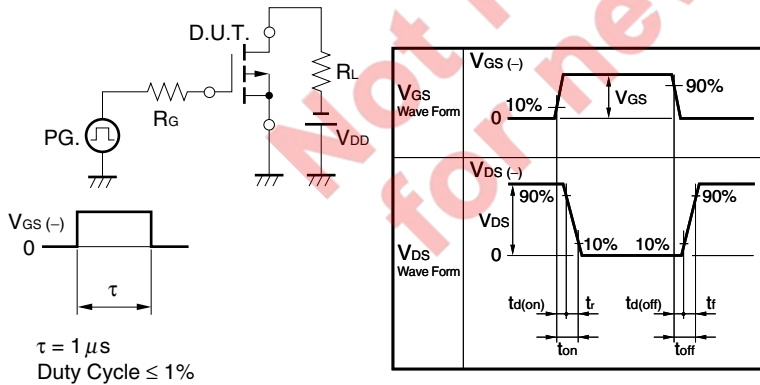 D.U.T.
RL
RG
VDD
PG.
VGS (−)
0
τ
τ = 1 μs
Duty Cycle ≤ 1%
VGS
Wave Form
VGS (−)
10%
VGS
90%
0
VDS
Wave Form
VDS (−)
90%
VDS
90%
10%
10%
0
td(on)
tr
td(off)
tf
ton
toff
Not
for new